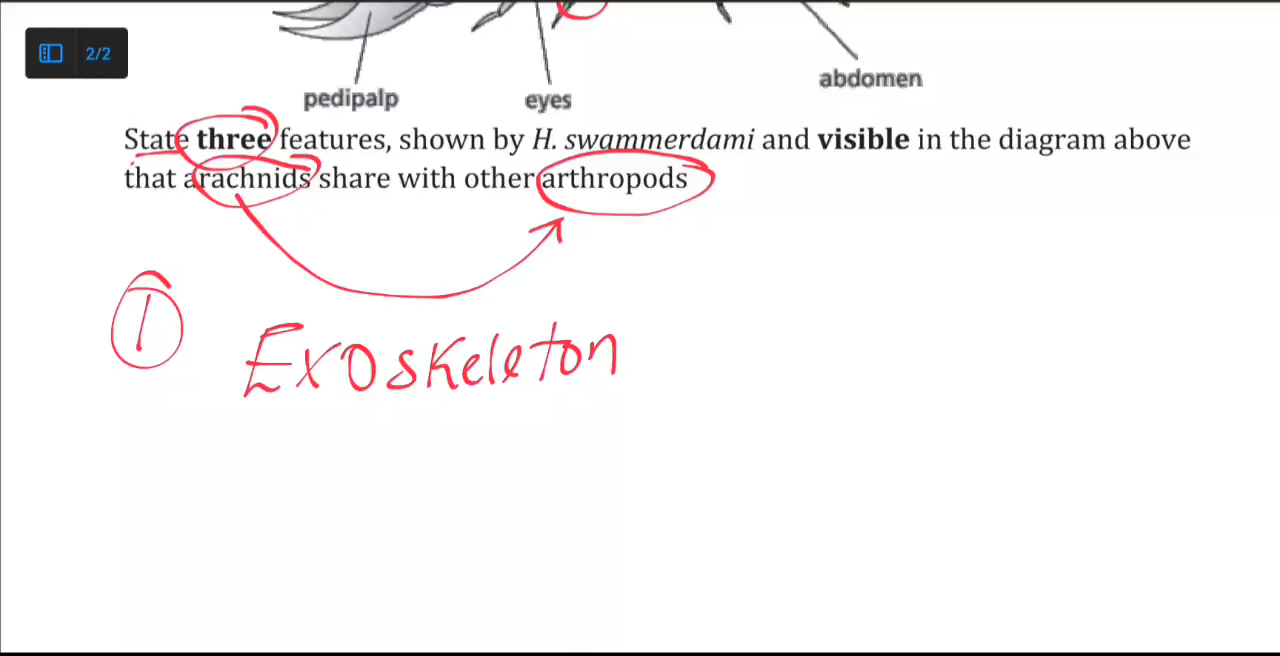 2/2
abdomen
pedipalp eyes
State three features, shown by H. swammerdami and visible in the diagram above
that arachnids share with other arthropods
1
Exoskeleton